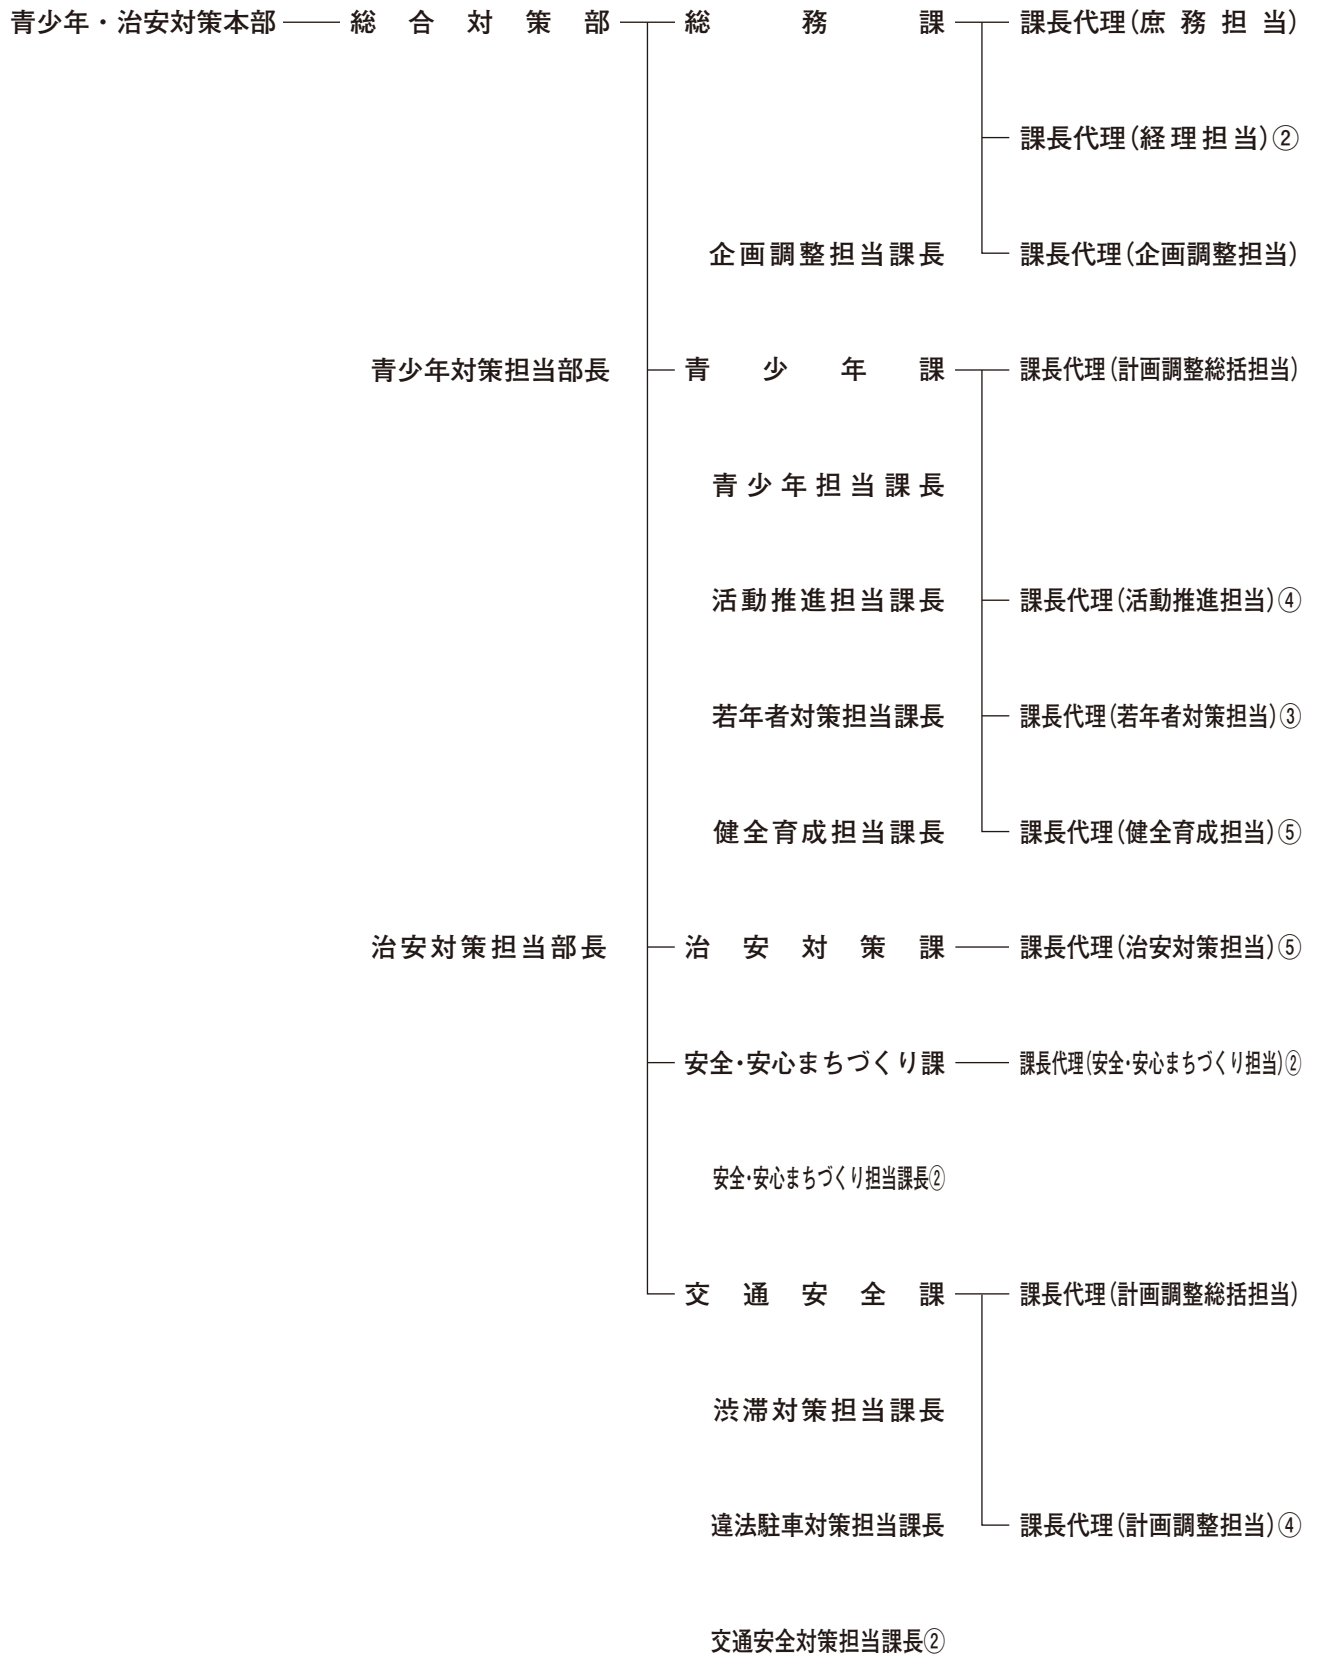 青少年・治安対策本部 総合対策部 総務課 課長代理(庶務担当)
課長代理(経理担当)②
企画調整担当課長 課長代理(企画調整担当)
青少年対策担当部長 青少年課 課長代理(計画調整総括担当)
青少年担当課長
活動推進担当課長 課長代理(活動推進担当)④
若年者対策担当課長 課長代理(若年者対策担当)③
健全育成担当課長 課長代理(健全育成担当)⑤
治安対策担当部長 治安対策課 課長代理(治安対策担当)⑤
安全・安心まちづくり課 課長代理(安全・安心まちづくり担当)②
安全・安心まちづくり担当課長②
交通安全課 課長代理(計画調整総括担当)
渋滞対策担当課長
違法駐車対策担当課長 課長代理(計画調整担当)④
交通安全対策担当課長②